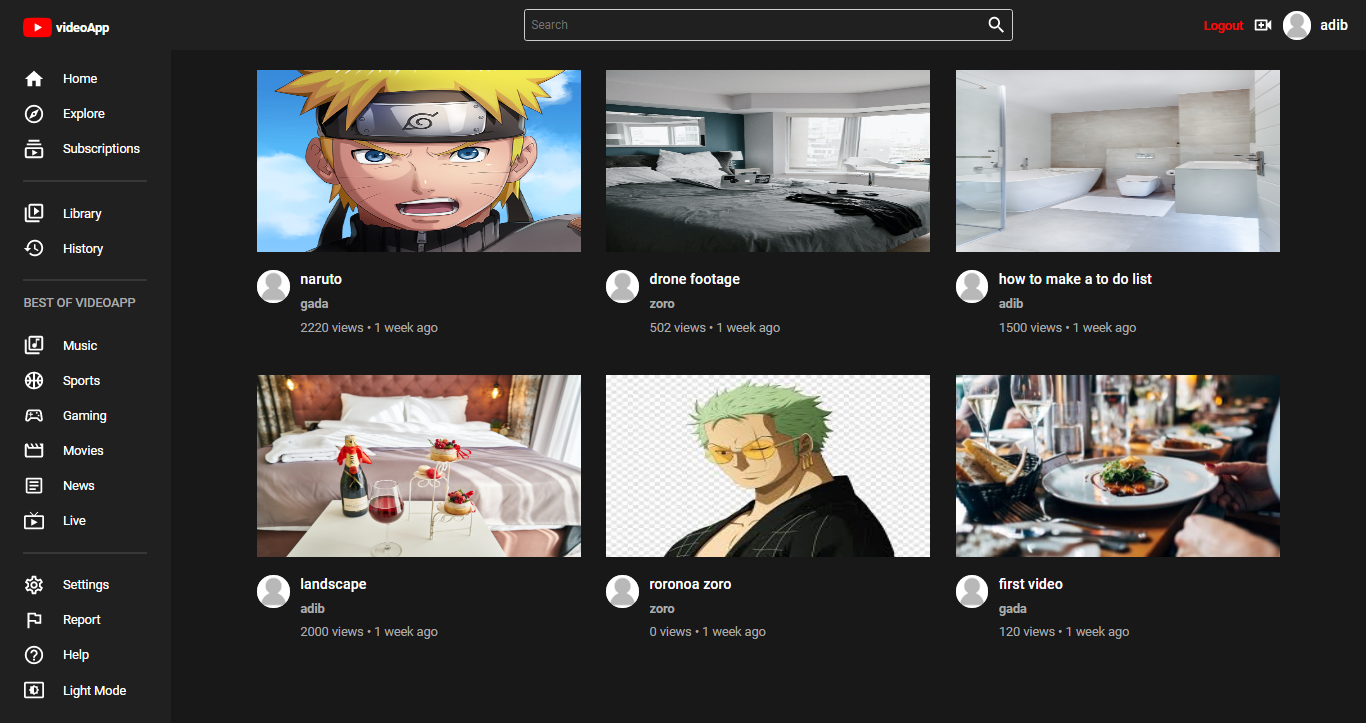 videoApp
Search
Logout
adib
Home
Explore
Subscriptions
Library
History
BEST OF VIDEOAPP
Music
Sports
Gaming
Movies
News
Live
Settings
Report
Help
Light Mode
naruto
gada
2220 views • 1 week ago
drone footage
zoro
502 views • 1 week ago
how to make a to do list
adib
1500 views • 1 week ago
landscape
adib
2000 views • 1 week ago
roronoa zoro
zoro
0 views • 1 week ago
first video
gada
120 views • 1 week ago